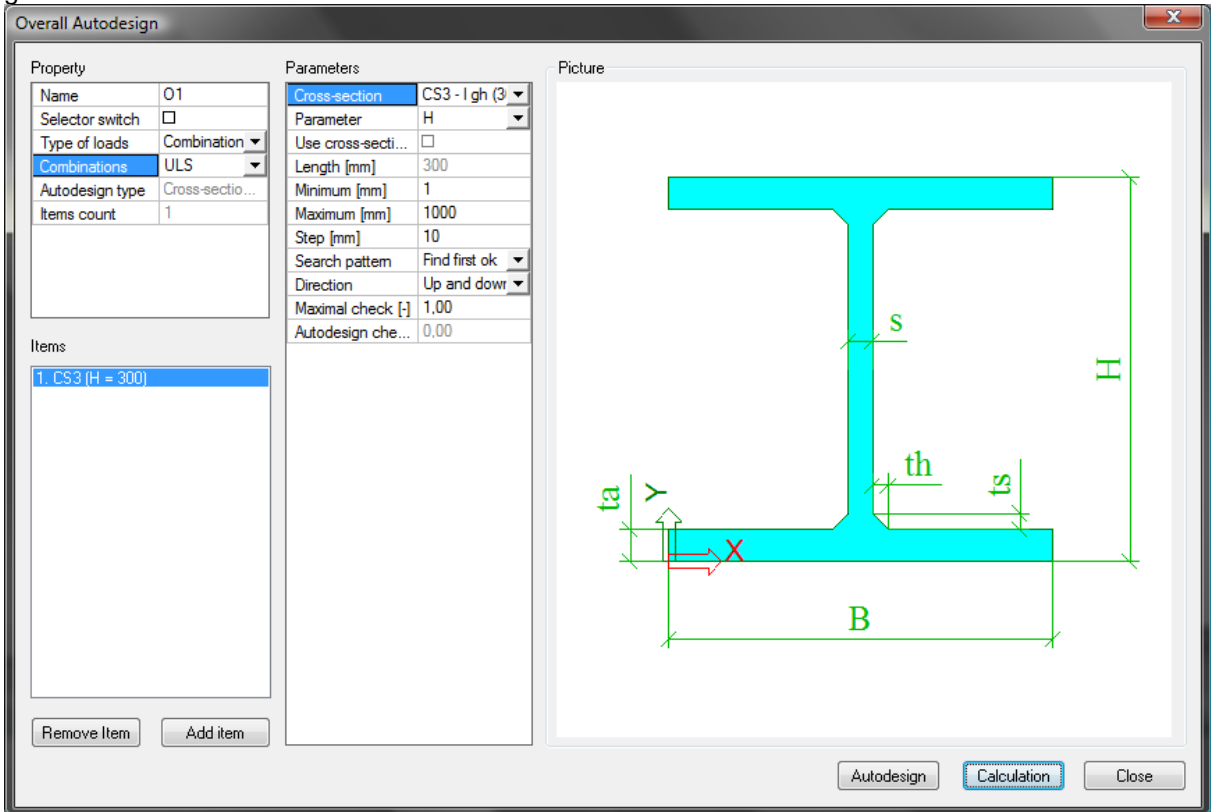 Overall Autodesign
Property
Name O1
Selector switch
Type of loads Combination
Combinations ULS
Autodesign type Cross-sectio...
Items count 1
Items
1. CS3 (H = 300)
Remove Item Add item
Parameters
Cross-section CS3 - I gh (3
Parameter H
Use cross-secti...
Length [mm] 300
Minimum [mm] 1
Maximum [mm] 1000
Step [mm] 10
Search pattern Find first ok
Direction Up and dowr
Maximal check [-] 1,00
Autodesign che... 0,00
Picture
s
H
th
ts
ta
Y
X
B
Autodesign Calculation Close